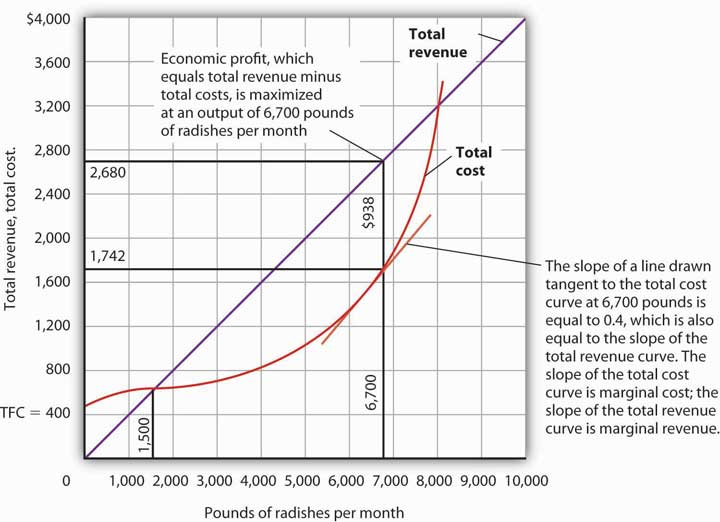 $4,000
3,600
3,200
2,800
2,400
2,000
1,600
1,200
800
TFC = 400
0
Total revenue, total cost.
Economic profit, which
equals total revenue minus
total costs, is maximized
at an output of 6,700 pounds
of radishes per month
Total
revenue
Total
cost
2,680
1,742
$938
6,700
1,500
The slope of a line drawn
tangent to the total cost
curve at 6,700 pounds is
equal to 0.4, which is also
equal to the slope of the
total revenue curve. The
slope of the total cost
curve is marginal cost; the
slope of the total revenue
curve is marginal revenue.
1,000 2,000 3,000 4,000 5,000 6,000 7,000 8,000 9,000 10,000
Pounds of radishes per month